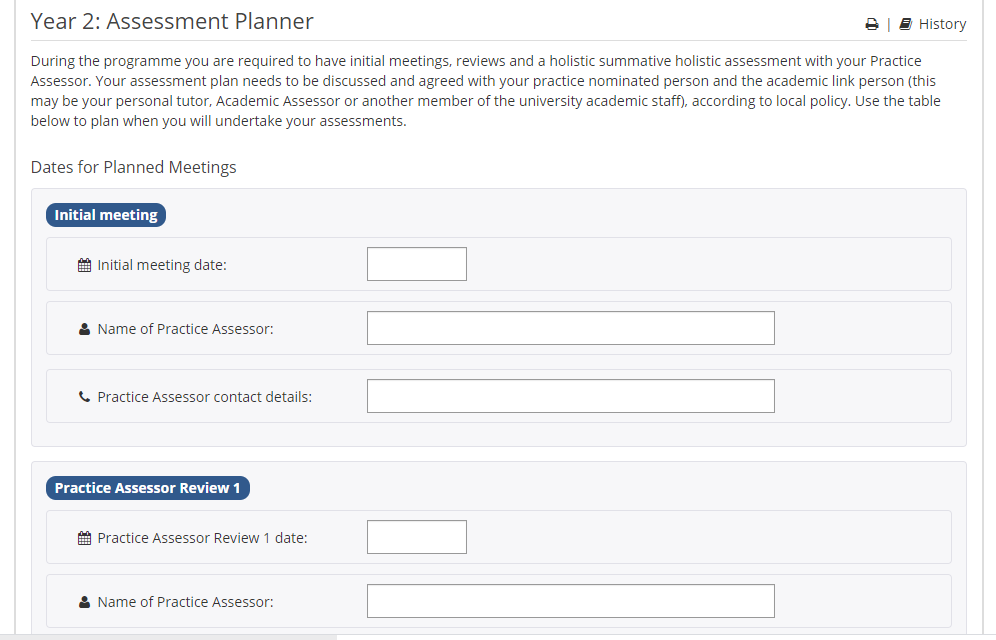 Year 2: Assessment Planner
| History
During the programme you are required to have initial meetings, reviews and a holistic summative holistic assessment with your Practice
Assessor. Your assessment plan needs to be discussed and agreed with your practice nominated person and the academic link person (this
may be your personal tutor, Academic Assessor or another member of the university academic staff), according to local policy. Use the table
below to plan when you will undertake your assessments.
Dates for Planned Meetings
Initial meeting
Initial meeting date:
Name of Practice Assessor:
Practice Assessor contact details:
Practice Assessor Review 1
Practice Assessor Review 1 date:
Name of Practice Assessor: